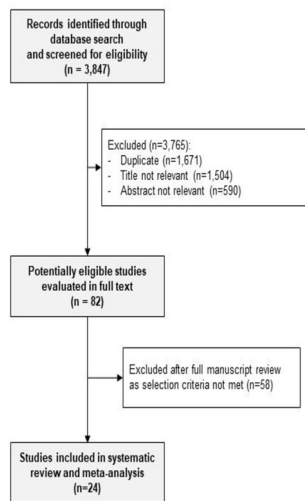 Records identified through
database search
and screened for eligibility
(n = 3,847)
Excluded (n=3,765):
- Duplicate (n=1,671)
- Title not relevant (n=1,504)
- Abstract not relevant (n=590)
Potentially eligible studies
evaluated in full text
(n = 82)
Excluded after full manuscript review
as selection criteria not met (n=58)
Studies included in systematic
review and meta-analysis
(n=24)